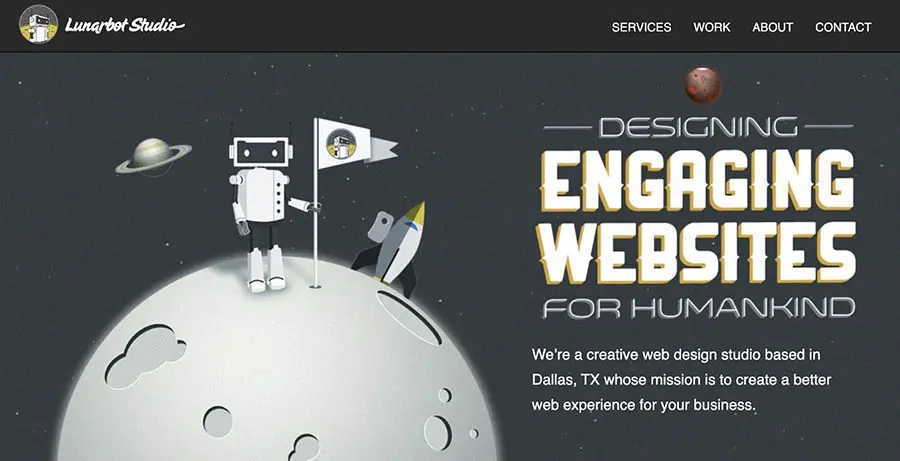 Lunarbot Studio
SERVICES WORK ABOUT CONTACT
DESIGNING
ENGAGING
WEBSITES
FOR HUMANKIND
We're a creative web design studio based in
Dallas, TX whose mission is to create a better
web experience for your business.